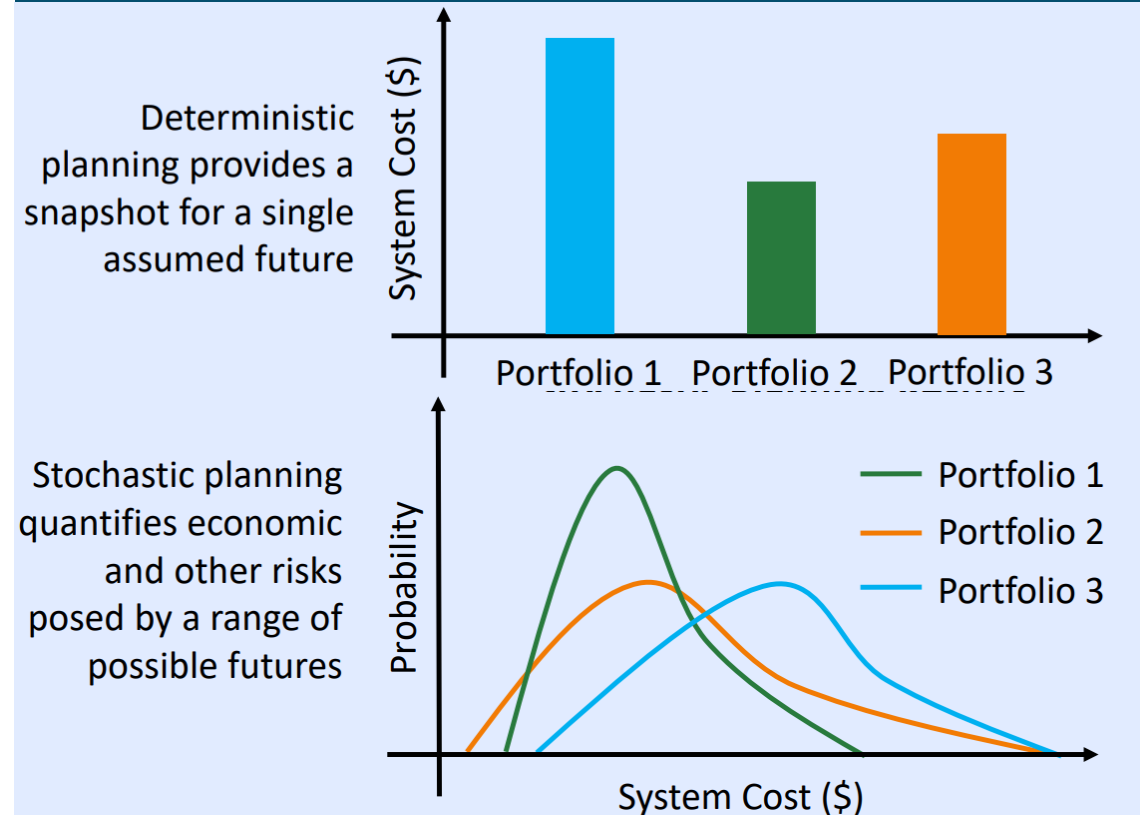 Deterministic
planning provides a
snapshot for a single
assumed future
System Cost ($)
Portfolio 1
Portfolio 2
Portfolio 3
Stochastic planning
quantifies economic
and other risks
posed by a range of
possible futures
Probability
Portfolio 1
Portfolio 2
Portfolio 3
System Cost ($)